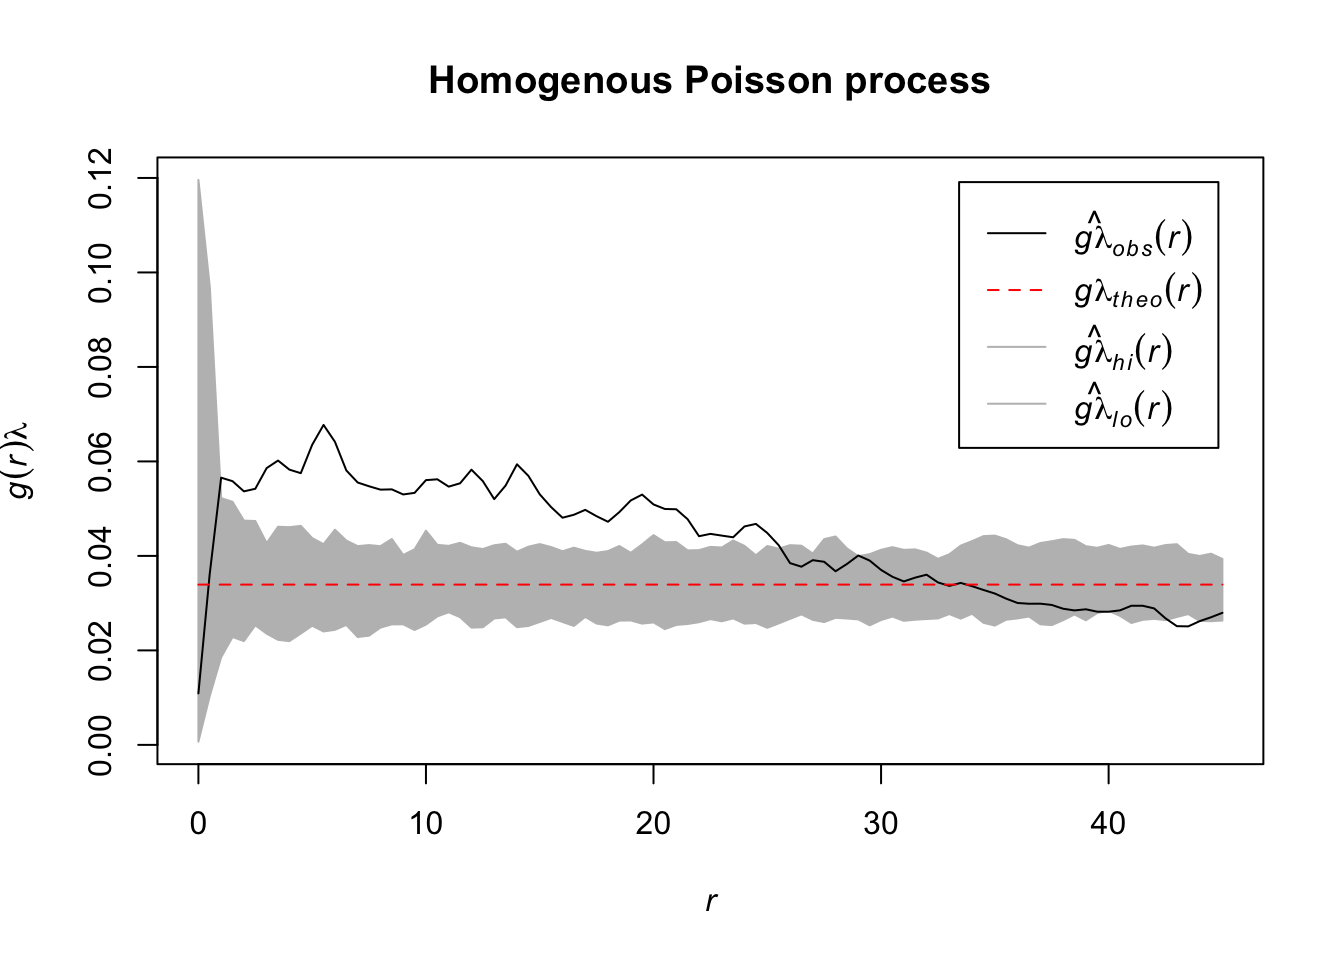 Homogenous Poisson process
g(r)λ
0.12
0.10
0.08
0.06
0.04
0.02
0.00
ĝλ_obs(r)
gλ_theo(r)
ĝλ_hi(r)
ĝλ_lo(r)
0 10 20 30 40
r